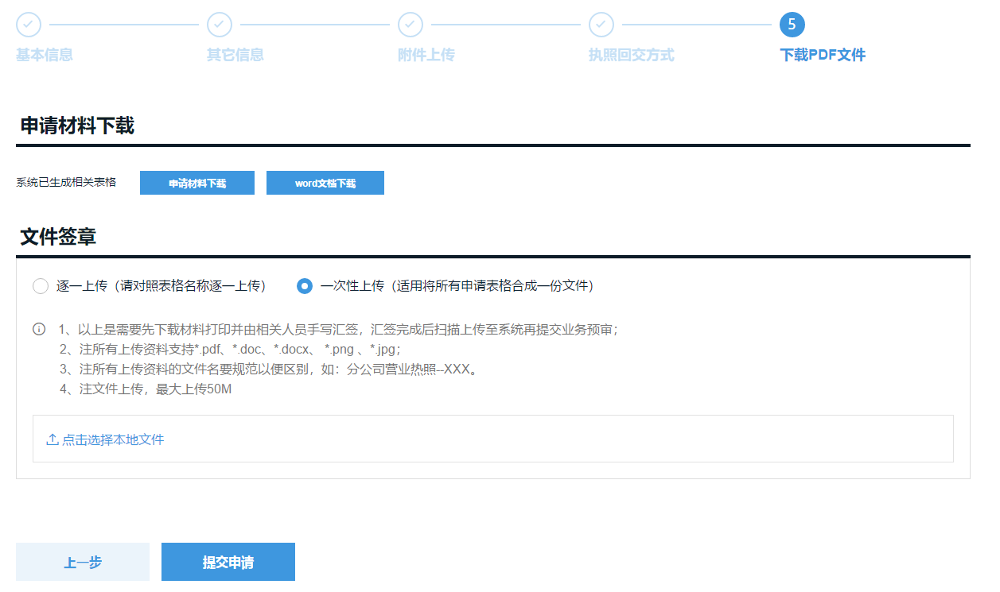 5
基本信息 其它信息 附件上传 执照回交方式 下载PDF文件
申请材料下载
系统已生成相关表格 申请材料下载 word文档下载
文件签章
逐一上传（请对照表格名称逐一上传） 一次性上传（适用将所有申请表格合成一份文件）
1、以上是需要先下载材料打印并由相关人员手写汇签，汇签完成后扫描上传至系统再提交业务预审；
2、注所有上传资料支持*.pdf、*.doc、*.docx、 *.png 、*.jpg；
3、注所有上传资料的文件名要规范以便区别，如：分公司营业热照--XXX。
4、注文件上传，最大上传50M
点击选择本地文件
上一步 提交申请